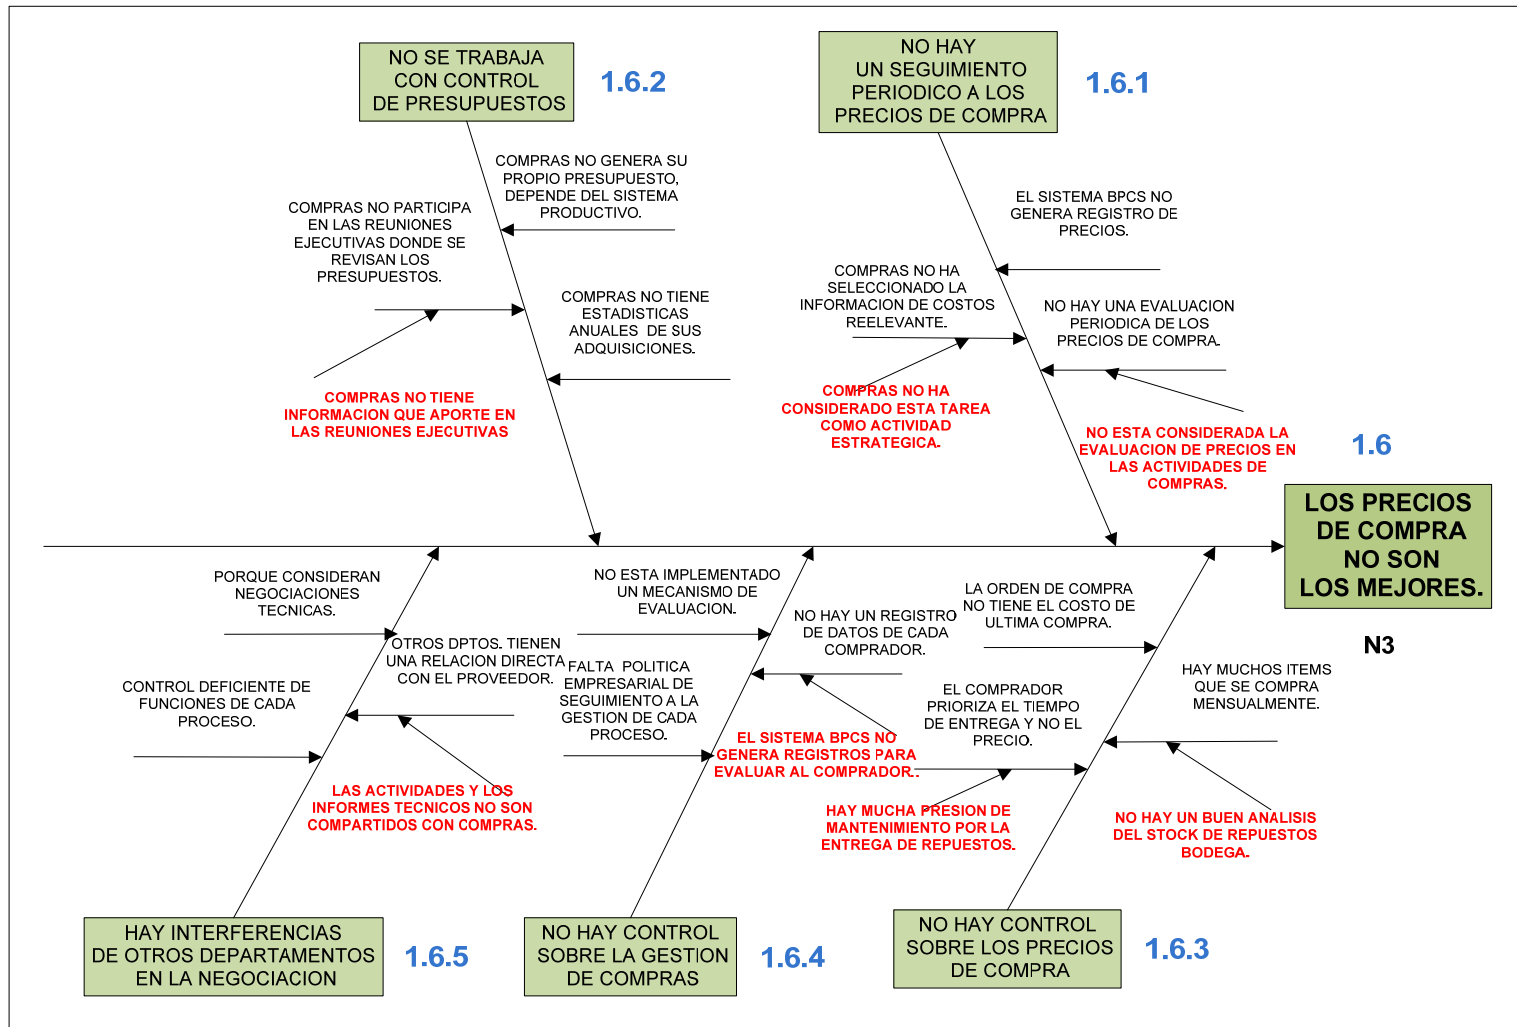 NO SE TRABAJA
CON CONTROL
DE PRESUPUESTOS
1.6.2
NO HAY
UN SEGUIMIENTO
PERIODICO A LOS
PRECIOS DE COMPRA
1.6.1
COMPRAS NO GENERA SU
PROPIO PRESUPUESTO,
DEPENDE DEL SISTEMA
PRODUCTIVO.
COMPRAS NO PARTICIPA
EN LAS REUNIONES
EJECUTIVAS DONDE SE
REVISAN LOS
PRESUPUESTOS.
COMPRAS NO TIENE
ESTADISTICAS
ANUALES DE SUS
ADQUISICIONES.
COMPRAS NO TIENE
INFORMACION QUE APORTE EN
LAS REUNIONES EJECUTIVAS
EL SISTEMA BPCS NO
GENERA REGISTRO DE
PRECIOS.
COMPRAS NO HA
SELECCIONADO LA
INFORMACION DE COSTOS
REELEVANTE.
NO HAY UNA EVALUACION
PERIODICA DE LOS
PRECIOS DE COMPRA.
COMPRAS NO HA
CONSIDERADO ESTA TAREA
COMO ACTIVIDAD
ESTRATEGICA.
NO ESTA CONSIDERADA LA
EVALUACION DE PRECIOS EN
LAS ACTIVIDADES DE
COMPRAS.
1.6
LOS PRECIOS
DE COMPRA
NO SON
LOS MEJORES.
N3
PORQUE CONSIDERAN
NEGOCIACIONES
TECNICAS.
OTROS DPTOS. TIENEN
UNA RELACION DIRECTA
CON EL PROVEEDOR.
CONTROL DEFICIENTE DE
FUNCIONES DE CADA
PROCESO.
LAS ACTIVIDADES Y LOS
INFORMES TECNICOS NO SON
COMPARTIDOS CON COMPRAS.
NO ESTA IMPLEMENTADO
UN MECANISMO DE
EVALUACION.
NO HAY UN REGISTRO
DE DATOS DE CADA
COMPRADOR.
FALTA POLITICA
EMPRESARIAL DE
SEGUIMIENTO A LA
GESTION DE CADA
PROCESO.
EL SISTEMA BPCS NO
GENERA REGISTROS PARA
EVALUAR AL COMPRADOR..
LA ORDEN DE COMPRA
NO TIENE EL COSTO DE
ULTIMA COMPRA.
HAY MUCHOS ITEMS
QUE SE COMPRA
MENSUALMENTE.
EL COMPRADOR
PRIORIZA EL TIEMPO
DE ENTREGA Y NO EL
PRECIO.
HAY MUCHA PRESION DE
MANTENIMIENTO POR LA
ENTREGA DE REPUESTOS.
NO HAY UN BUEN ANALISIS
DEL STOCK DE REPUESTOS
BODEGA.
HAY INTERFERENCIAS
DE OTROS DEPARTAMENTOS
EN LA NEGOCIACION
1.6.5
NO HAY CONTROL
SOBRE LA GESTION
DE COMPRAS
1.6.4
NO HAY CONTROL
SOBRE LOS PRECIOS
DE COMPRA
1.6.3